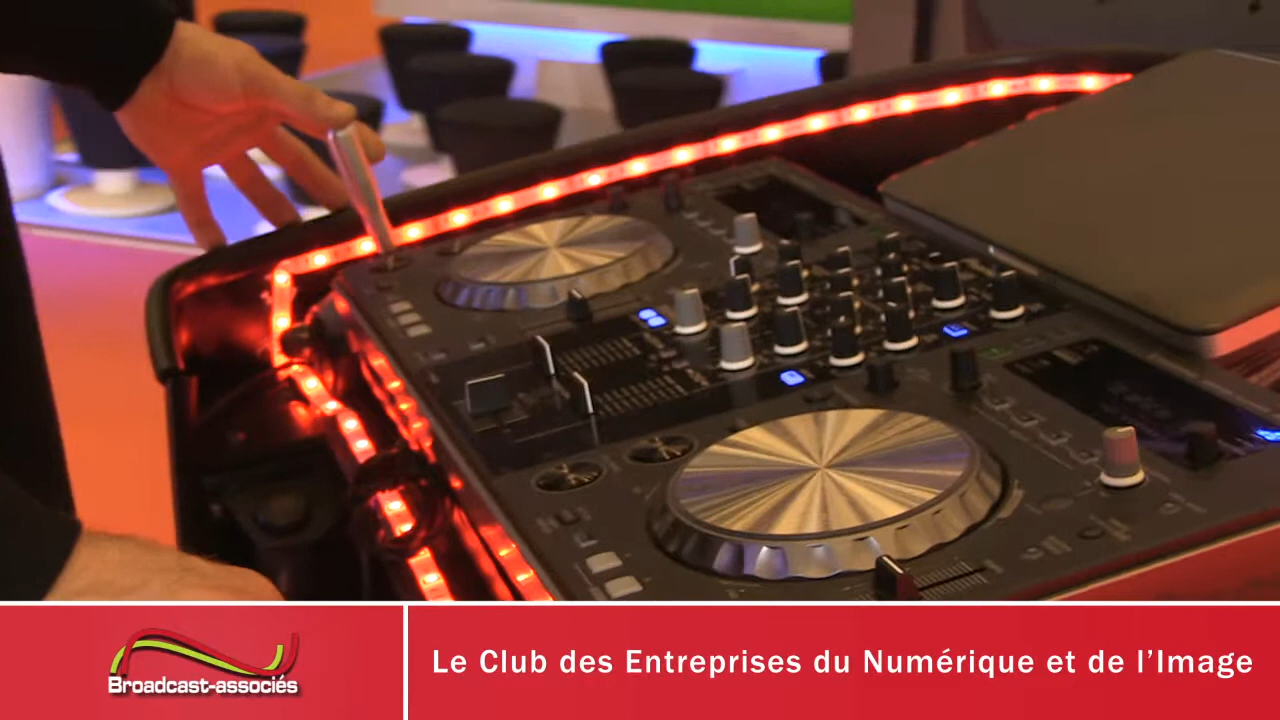 Broadcast-associés
Le Club des Entreprises du Numérique et de l'Image